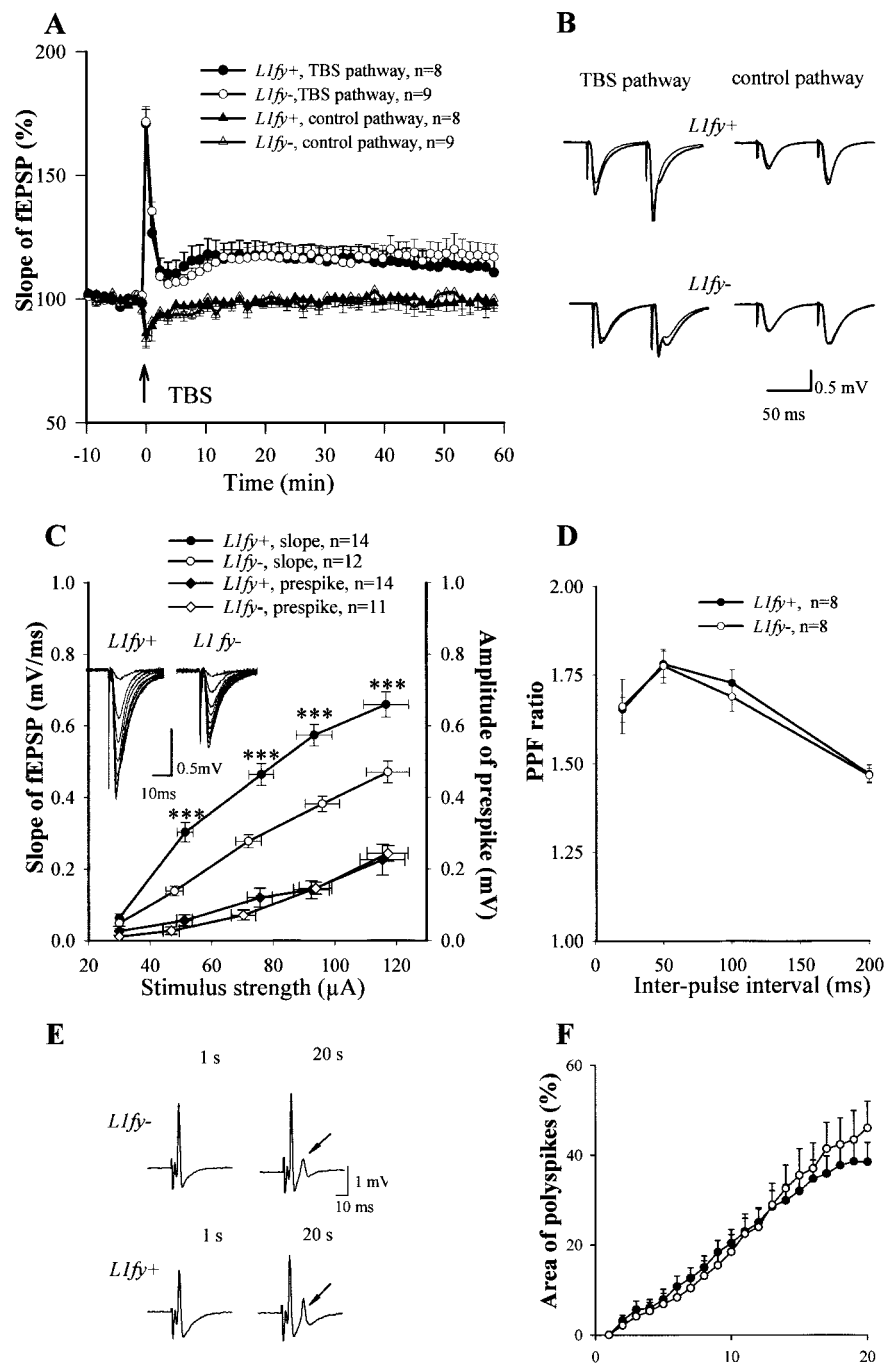 A
200
150
100
50
Slope of fEPSP (%)
L1fy+, TBS pathway, n=8
L1fy-,TBS pathway, n=9
L1fy+, control pathway, n=8
L1fy-, control pathway, n=9
TBS
-10 0 10 20 30 40 50 60
Time (min)
B
TBS pathway control pathway
L1fy+
L1fy-
0.5 mV
50 ms
C
L1fy+, slope, n=14
L1fy-, slope, n=12
L1fy+, prespike, n=14
L1fy-, prespike, n=11
1.0
0.8
0.6
0.4
0.2
0.0
Slope of fEPSP (mV/ms)
L1fy+ L1 fy-
0.5mV
10ms
*** *** *** ***
1.0
0.8
0.6
0.4
0.2
0.0
Amplitude of prespike (mV)
20 40 60 80 100 120
Stimulus strength (µA)
D
2.00
1.75
1.50
1.25
1.00
PPF ratio
L1fy+, n=8
L1fy-, n=8
0 50 100 150 200
Inter-pulse interval (ms)
E
1 s 20 s
L1fy-
1 mV
10 ms
1 s 20 s
L1fy+
F
60
40
20
0
Area of polyspikes (%)
0 10 20